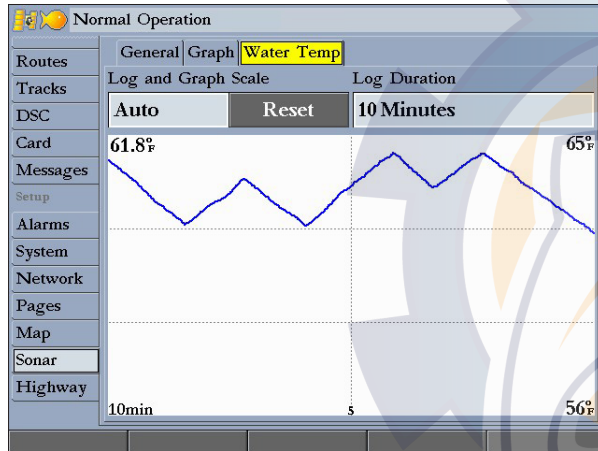 Normal Operation
General Graph Water Temp
Log and Graph Scale Log Duration
Auto Reset 10 Minutes
Routes
Tracks
DSC
Card
Messages
Setup
Alarms
System
Network
Pages
Map
Sonar
Highway
61.8°F 65°F
10min 5 56°F